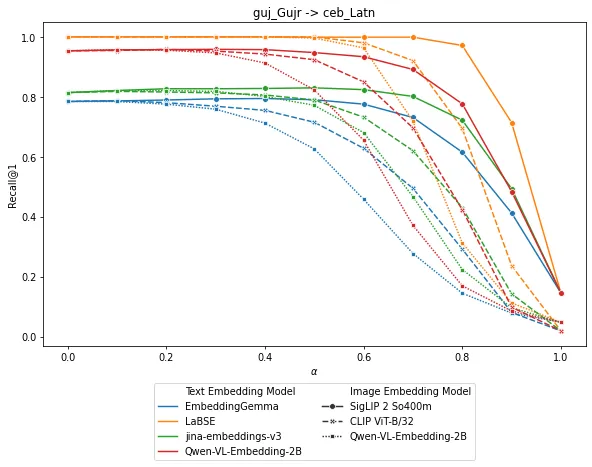 guj_Gujr -> ceb_Latn
Recall@1
1.0
0.8
0.6
0.4
0.2
0.0
0.0 0.2 0.4 0.6 0.8 1.0
α
Text Embedding Model
EmbeddingGemma
LaBSE
jina-embeddings-v3
Qwen-VL-Embedding-2B
Image Embedding Model
SigLIP 2 So400m
CLIP ViT-B/32
Qwen-VL-Embedding-2B